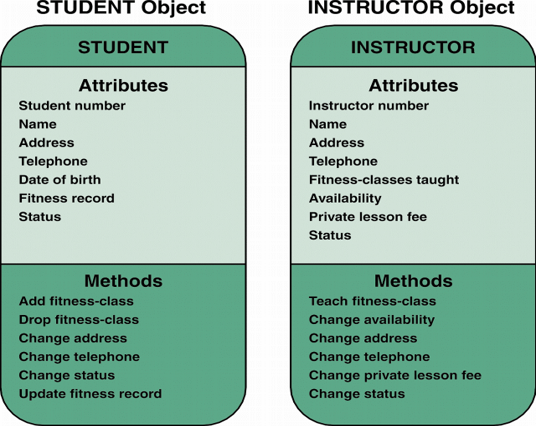 STUDENT Object
STUDENT
Attributes
Student number
Name
Address
Telephone
Date of birth
Fitness record
Status
Methods
Add fitness-class
Drop fitness-class
Change address
Change telephone
Change status
Update fitness record
INSTRUCTOR Object
INSTRUCTOR
Attributes
Instructor number
Name
Address
Telephone
Fitness-classes taught
Availability
Private lesson fee
Status
Methods
Teach fitness-class
Change availability
Change address
Change telephone
Change private lesson fee
Change status